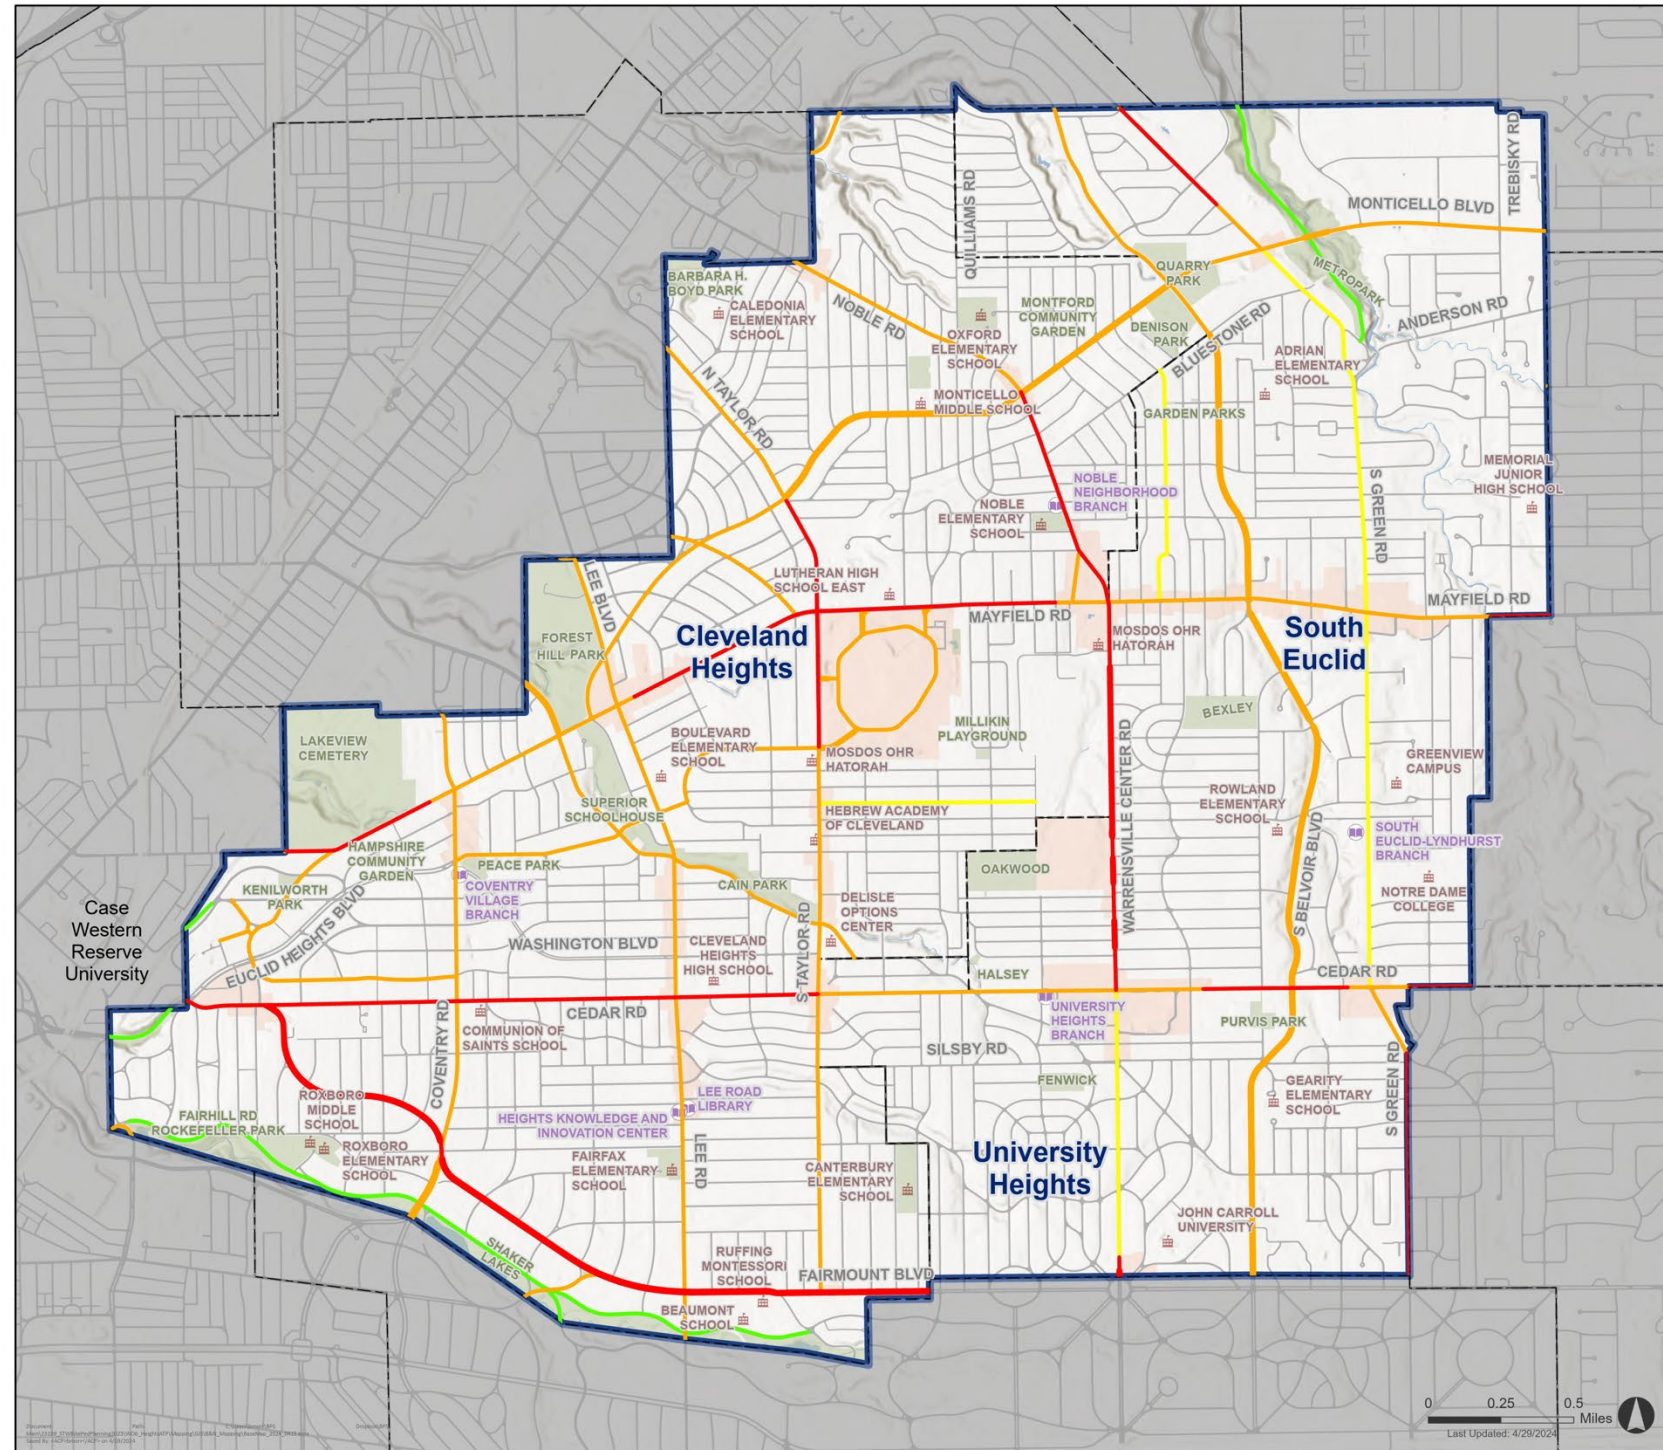 TREBISKY RD
MONTICELLO BLVD
QUILLIAMS RD
BARBARA H.
BOYD PARK
QUARRY
PARK
METROPARK
CALEDONIA
ELEMENTARY
SCHOOL
NOBLE RD
MONTFORD
COMMUNITY
GARDEN
ANDERSON RD
OXFORD
ELEMENTARY
SCHOOL
DENISON
PARK
BLUESTONE RD
ADRIAN
ELEMENTARY
SCHOOL
N TAYLOR RD
MONTICELLO
MIDDLE SCHOOL
GARDEN PARKS
MEMORIAL
JUNIOR
HIGH SCHOOL
NOBLE
NEIGHBORHOOD
BRANCH
S GREEN RD
NOBLE
ELEMENTARY
SCHOOL
LEE BLVD
LUTHERAN HIGH
SCHOOL EAST
MAYFIELD RD
MAYFIELD RD
Cleveland
Heights
FOREST
HILL PARK
MOSDOS OHR
HATORAH
South
Euclid
BEXLEY
LAKEVIEW
CEMETERY
BOULEVARD
ELEMENTARY
SCHOOL
MILLIKIN
PLAYGROUND
MOSDOS OHR
HATORAH
WARRENSVILLE CENTER RD
GREENVIEW
CAMPUS
ROWLAND
ELEMENTARY
SCHOOL
SUPERIOR
SCHOOLHOUSE
HEBREW ACADEMY
OF CLEVELAND
S BELVOIR BLVD
SOUTH
EUCLID-LYNDHURST
BRANCH
HAMPSHIRE
COMMUNITY
GARDEN
PEACE PARK
OAKWOOD
KENILWORTH
PARK
COVENTRY
VILLAGE
BRANCH
CAIN PARK
NOTRE DAME
COLLEGE
Case
Western
Reserve
University
EUCLID HEIGHTS BLVD
DELISLE
OPTIONS
CENTER
WASHINGTON BLVD
CLEVELAND
HEIGHTS
HIGH SCHOOL
S TAYLOR RD
HALSEY
CEDAR RD
CEDAR RD
UNIVERSITY
HEIGHTS
BRANCH
PURVIS PARK
COMMUNION OF
SAINTS SCHOOL
COVENTRY RD
SILSBY RD
FENWICK
GEARITY
ELEMENTARY
SCHOOL
S GREEN RD
ROXBORO
MIDDLE
SCHOOL
LEE ROAD
LIBRARY
FAIRHILL RD
ROCKEFELLER PARK
HEIGHTS KNOWLEDGE AND
INNOVATION CENTER
ROXBORO
ELEMENTARY
SCHOOL
FAIRFAX
ELEMENTARY
SCHOOL
LEE RD
CANTERBURY
ELEMENTARY
SCHOOL
University
Heights
JOHN CARROLL
UNIVERSITY
SHAKER
LAKES
RUFFING
MONTESSORI
SCHOOL
FAIRMOUNT BLVD
BEAUMONT
SCHOOL
0 0.25 0.5
Miles
Last Updated: 4/29/2024